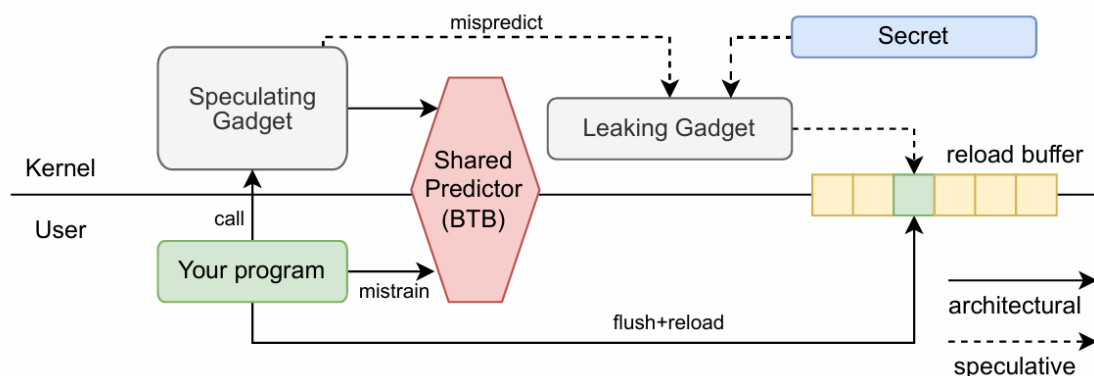 mispredict
Secret
Speculating
Gadget
Leaking Gadget
Shared
Predictor
(BTB)
reload buffer
Kernel
User
call
Your program
mistrain
flush+reload
architectural
speculative